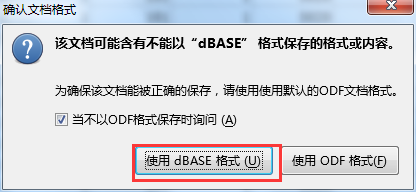 确认文档格式
该文档可能含有不能以“dBASE” 格式保存的格式或内容。
为确保该文档能被正确的保存，请使用使用默认的ODF文档格式。
当不以ODF格式保存时询问 (A)
使用 dBASE 格式 (U)
使用 ODF 格式(F)